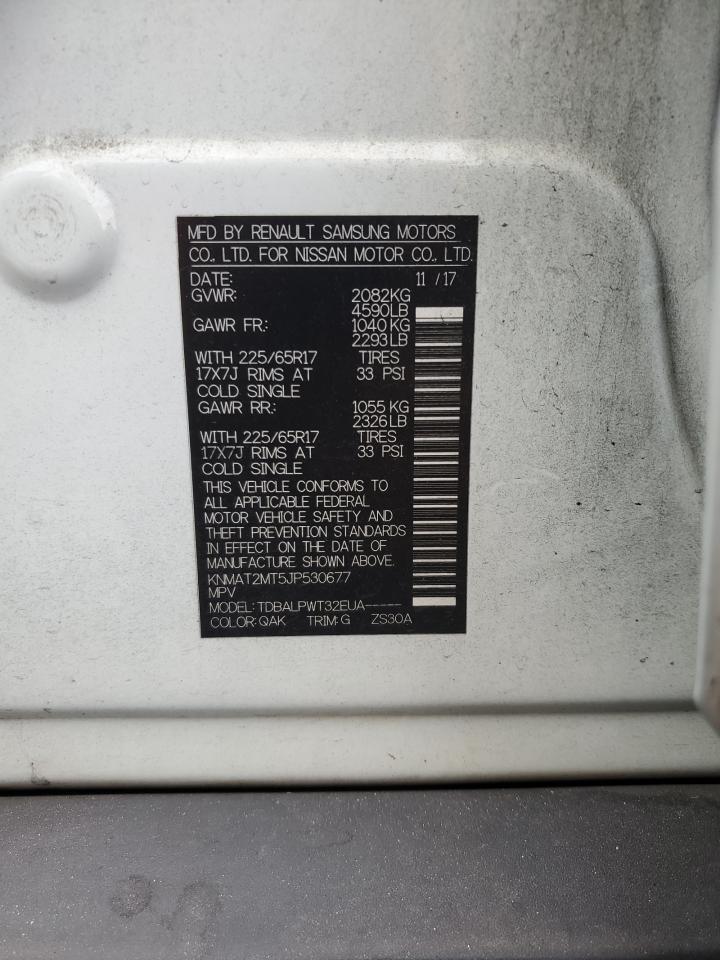 MFD BY RENAULT SAMSUNG MOTORS
CO., LTD. FOR NISSAN MOTOR CO., LTD.
DATE: 11 / 17
GVWR: 2082KG
4590LB
GAWR FR: 1040 KG
2293 LB
WITH 225/65R17 TIRES
17X7J RIMS AT 33 PSI
COLD SINGLE
GAWR RR: 1055 KG
2326 LB
WITH 225/65R17 TIRES
17X7J RIMS AT 33 PSI
COLD SINGLE
THIS VEHICLE CONFORMS TO
ALL APPLICABLE FEDERAL
MOTOR VEHICLE SAFETY AND
THEFT PREVENTION STANDARDS
IN EFFECT ON THE DATE OF
MANUFACTURE SHOWN ABOVE.
KNMAT2MT5JP530677
MPV
MODEL: TDBALPWT32EUA-----
COLOR: QAK TRIM: G ZS30A